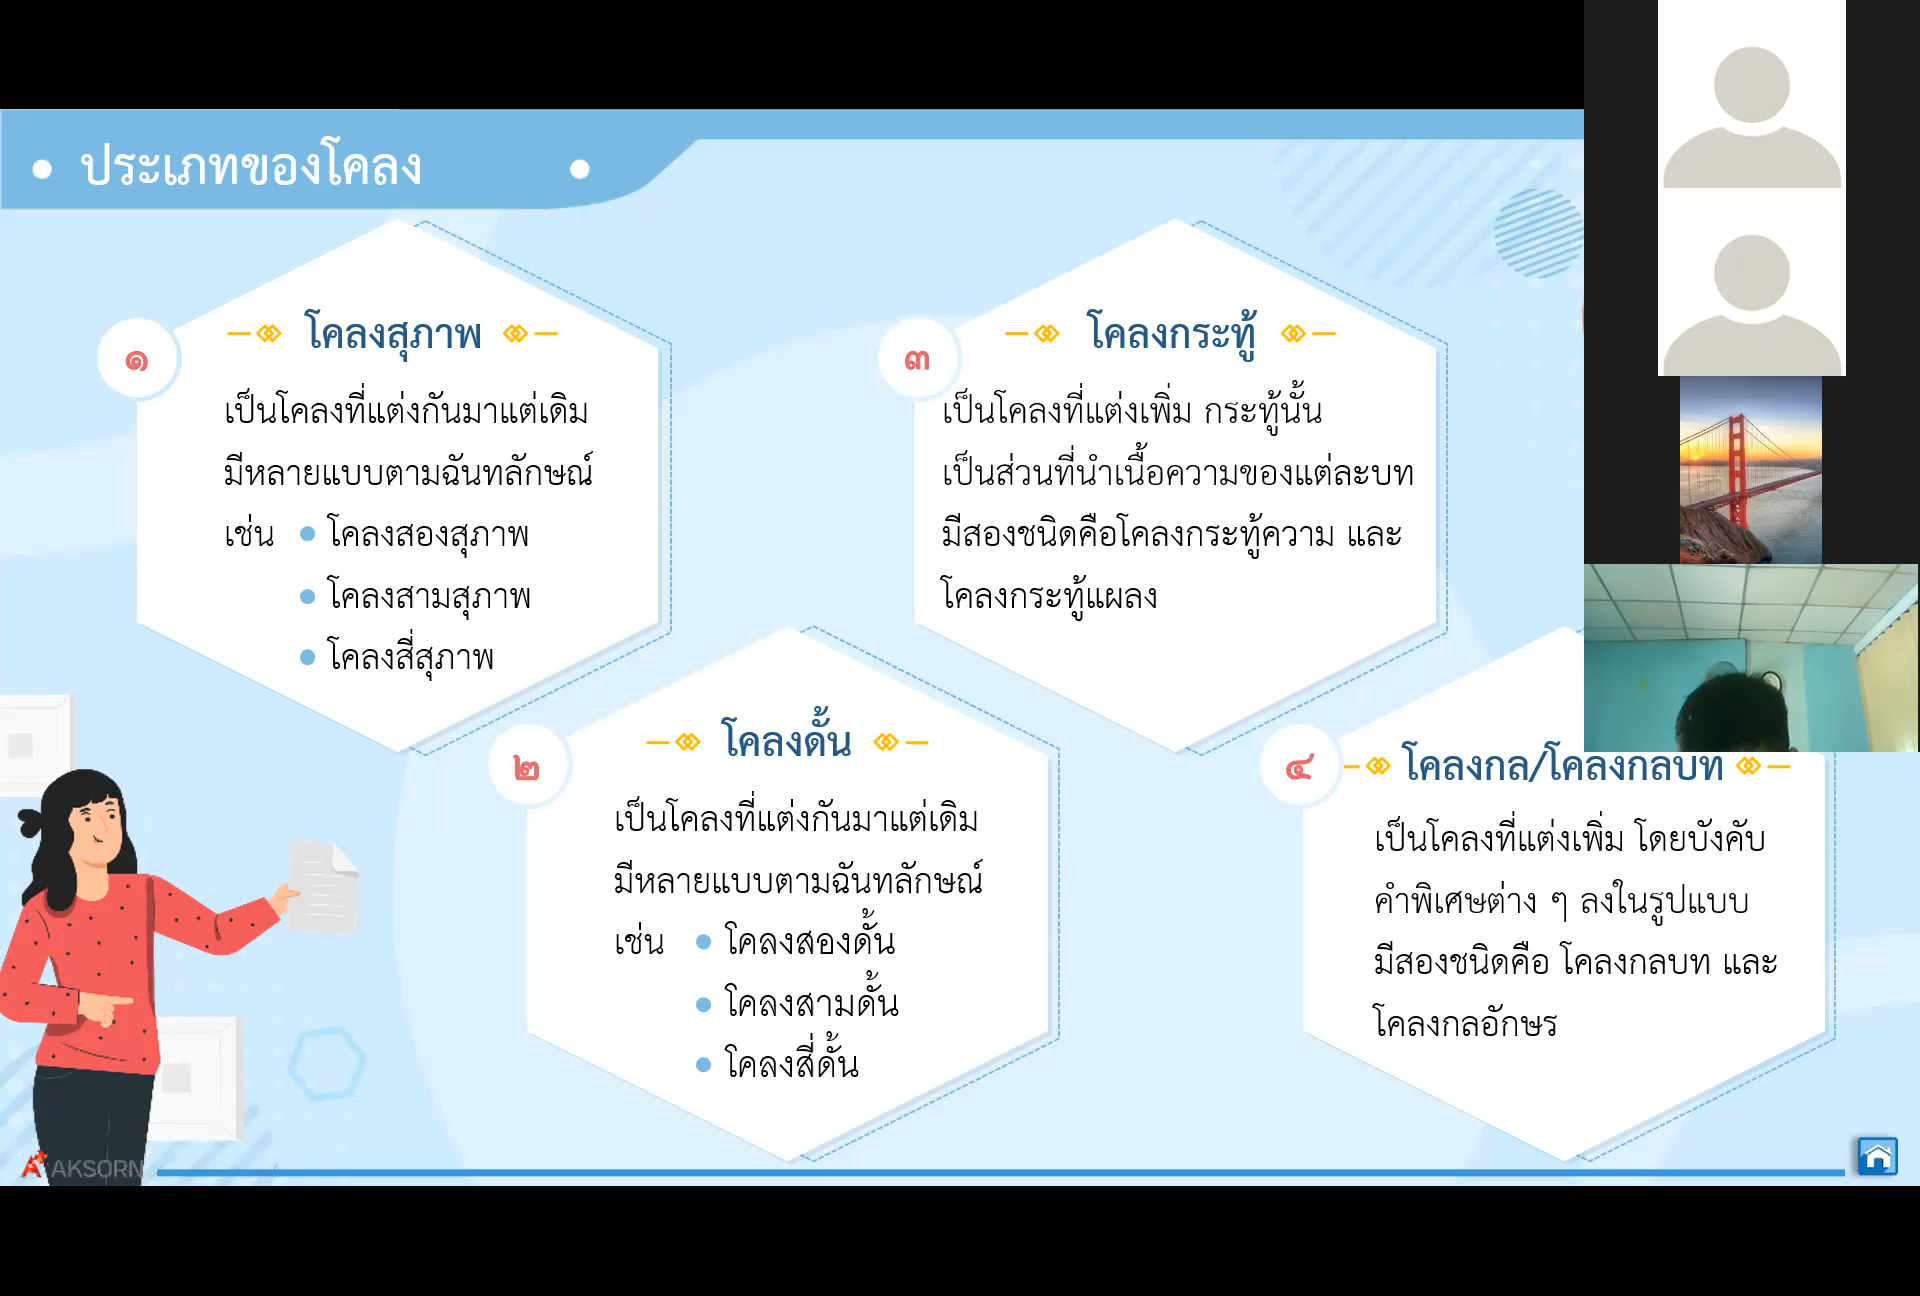 ประเภทของโคลง
๑
โคลงสุภาพ
เป็นโคลงที่แต่งกันมาแต่เดิม
มีหลายแบบตามฉันทลักษณ์
เช่น โคลงสองสุภาพ
โคลงสามสุภาพ
โคลงสี่สุภาพ
๒
โคลงดั้น
เป็นโคลงที่แต่งกันมาแต่เดิม
มีหลายแบบตามฉันทลักษณ์
เช่น โคลงสองดั้น
โคลงสามดั้น
โคลงสี่ดั้น
๓
โคลงกระทู้
เป็นโคลงที่แต่งเพิ่ม กระทู้นั้น
เป็นส่วนที่นำเนื้อความของแต่ละบท
มีสองชนิดคือโคลงกระทู้ความ และ
โคลงกระทู้แผลง
๔
โคลงกล/โคลงกลบท
เป็นโคลงที่แต่งเพิ่ม โดยบังคับ
คำพิเศษต่าง ๆ ลงในรูปแบบ
มีสองชนิดคือ โคลงกลบท และ
โคลงกลอักษร
AKSORN